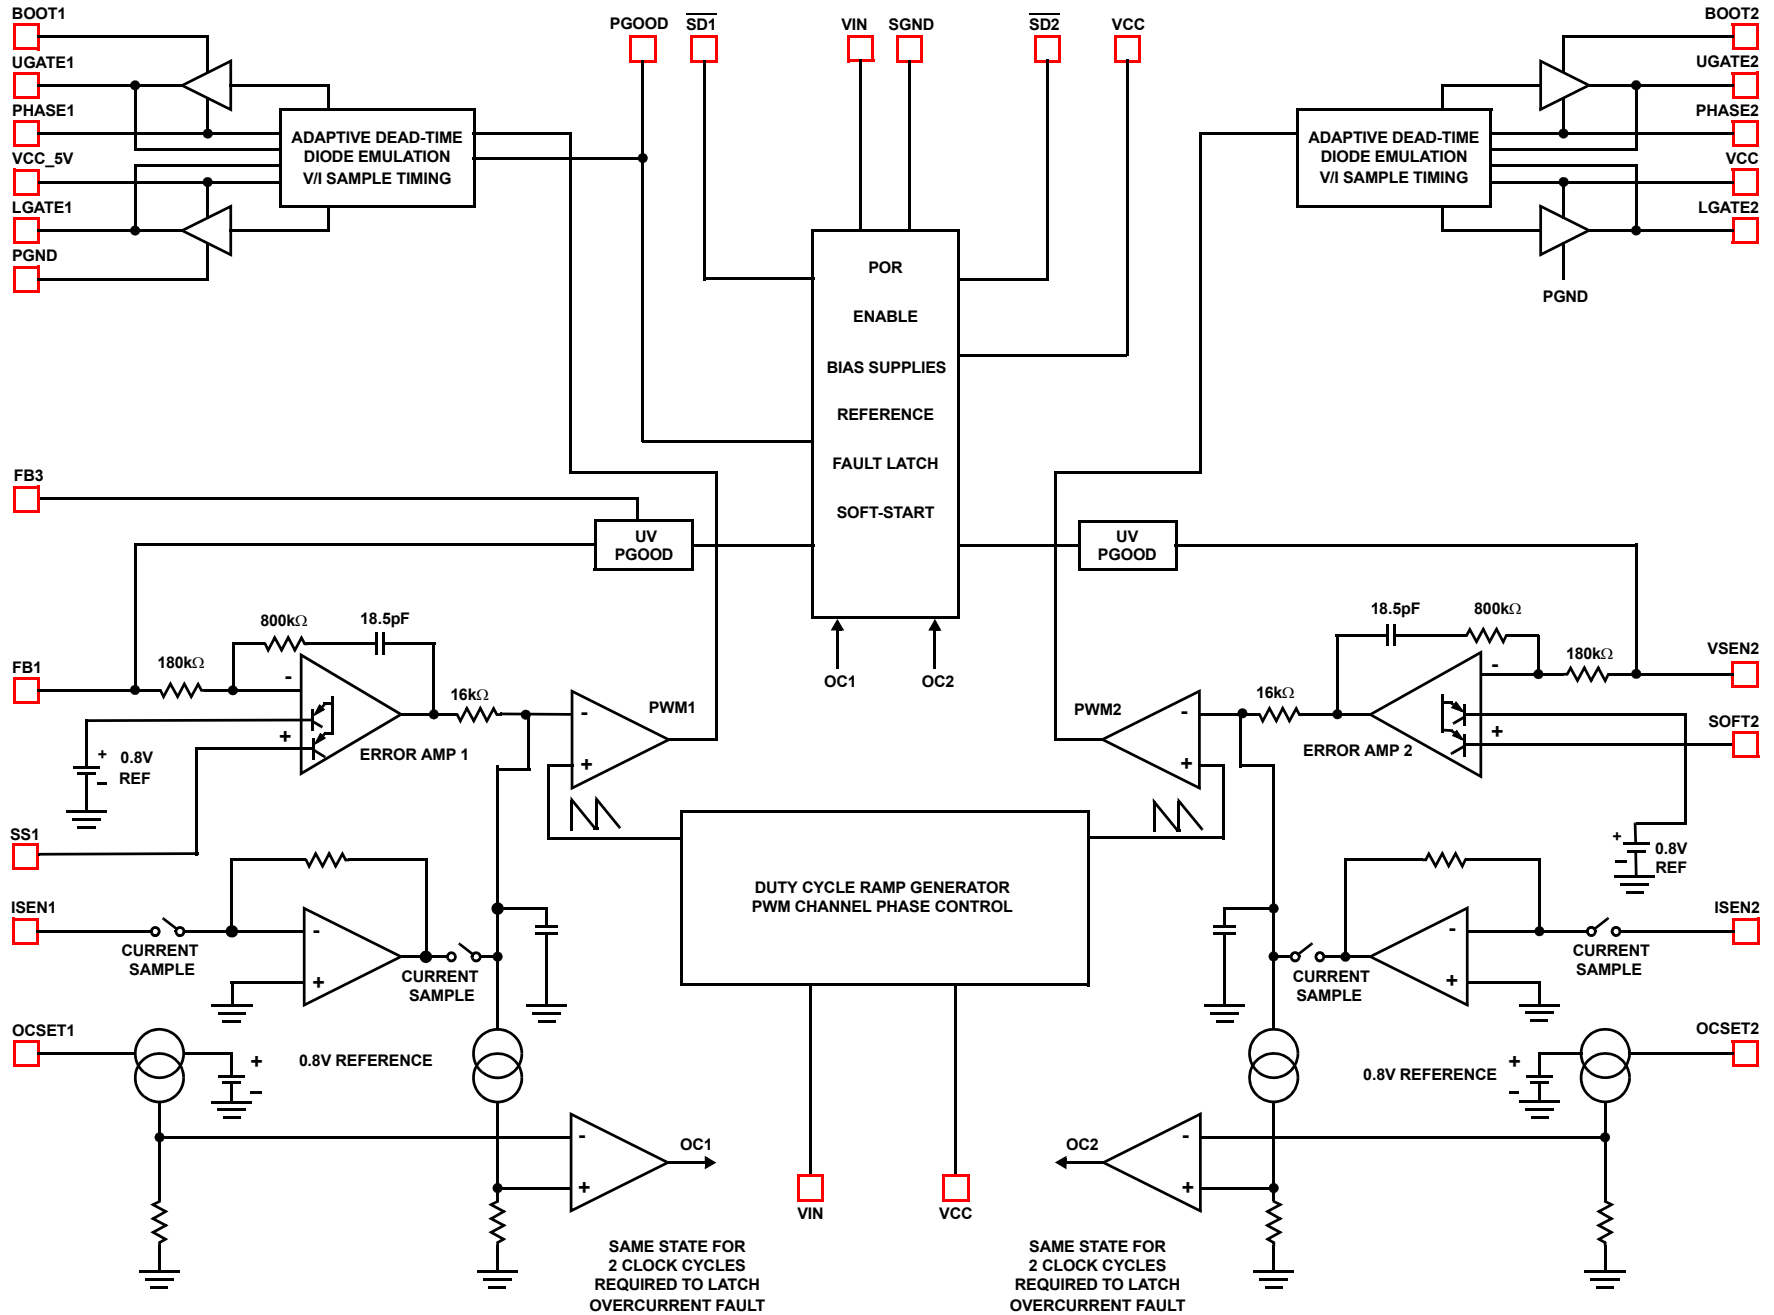 BOOT1
PGOOD
SD1
VIN
SGND
SD2
VCC
BOOT2
UGATE1
UGATE2
PHASE1
PHASE2
ADAPTIVE DEAD-TIME
DIODE EMULATION
V/I SAMPLE TIMING
ADAPTIVE DEAD-TIME
DIODE EMULATION
V/I SAMPLE TIMING
VCC_5V
VCC
LGATE1
LGATE2
PGND
PGND
POR
ENABLE
BIAS SUPPLIES
REFERENCE
FAULT LATCH
SOFT-START
FB3
UV
PGOOD
UV
PGOOD
800kΩ
18.5pF
18.5pF
800kΩ
FB1
180kΩ
180kΩ
VSEN2
OC1
OC2
-
16kΩ
-
PWM1
PWM2
-
16kΩ
-
SOFT2
+
ERROR AMP 1
ERROR AMP 2
+
+
0.8V
REF
-
+
+
SS1
+
0.8V
REF
-
DUTY CYCLE RAMP GENERATOR
PWM CHANNEL PHASE CONTROL
ISEN1
ISEN2
-
+
CURRENT
SAMPLE
CURRENT
SAMPLE
-
+
CURRENT
SAMPLE
CURRENT
SAMPLE
OCSET1
OCSET2
+
-
0.8V REFERENCE
+
-
0.8V REFERENCE
-
+
OC1
OC2
-
+
VIN
VCC
SAME STATE FOR
2 CLOCK CYCLES
REQUIRED TO LATCH
OVERCURRENT FAULT
SAME STATE FOR
2 CLOCK CYCLES
REQUIRED TO LATCH
OVERCURRENT FAULT